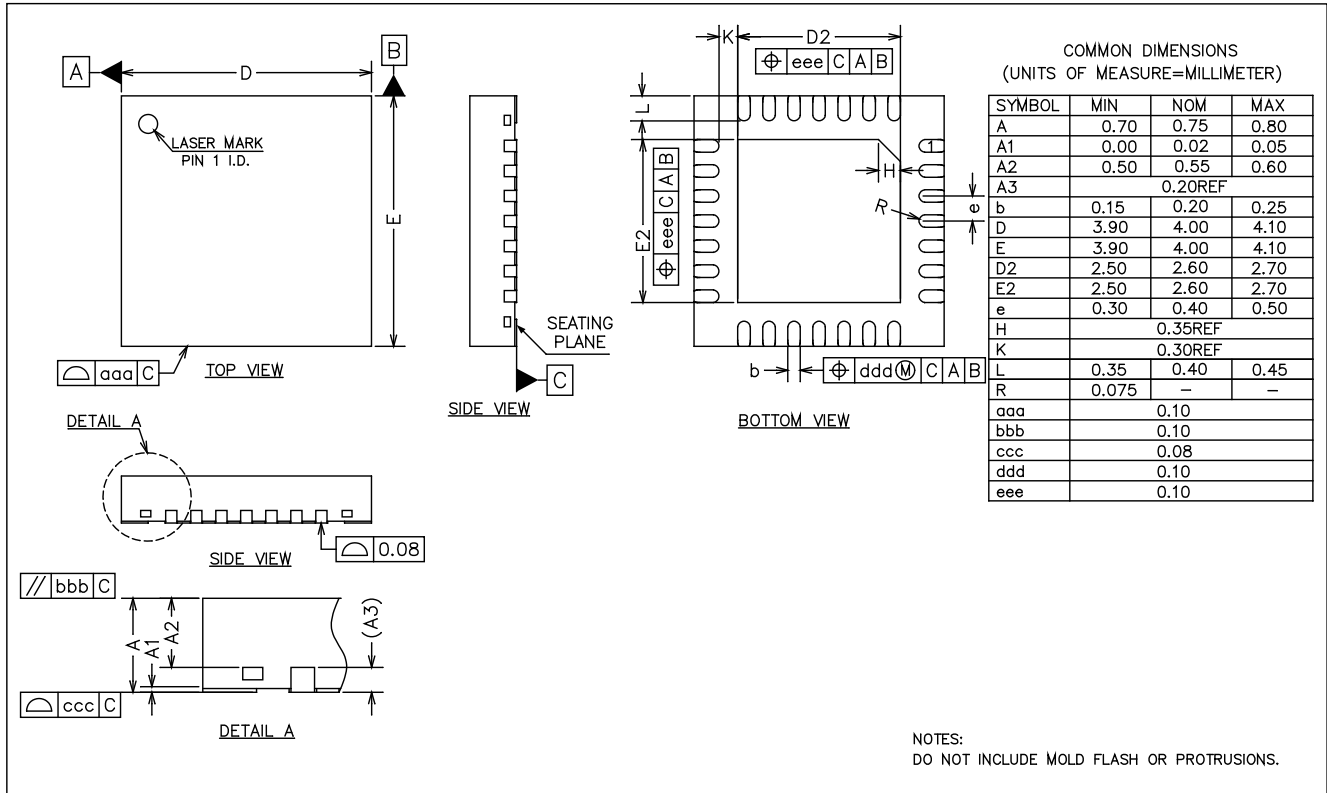 A
B
D
LASER MARK
PIN 1 I.D.
E
aaa C
TOP VIEW
SEATING
PLANE
C
SIDE VIEW
K
D2
eee C A B
L
E2
eee C A B
H
1
R
e
b
ddd M C A B
BOTTOM VIEW
DETAIL A
SIDE VIEW
0.08
// bbb C
A
A1
A2
(A3)
ccc C
DETAIL A
COMMON DIMENSIONS
(UNITS OF MEASURE=MILLIMETER)
SYMBOL MIN NOM MAX
A 0.70 0.75 0.80
A1 0.00 0.02 0.05
A2 0.50 0.55 0.60
A3 0.20REF
b 0.15 0.20 0.25
D 3.90 4.00 4.10
E 3.90 4.00 4.10
D2 2.50 2.60 2.70
E2 2.50 2.60 2.70
e 0.30 0.40 0.50
H 0.35REF
K 0.30REF
L 0.35 0.40 0.45
R 0.075 – –
aaa 0.10
bbb 0.10
ccc 0.08
ddd 0.10
eee 0.10
NOTES:
DO NOT INCLUDE MOLD FLASH OR PROTRUSIONS.